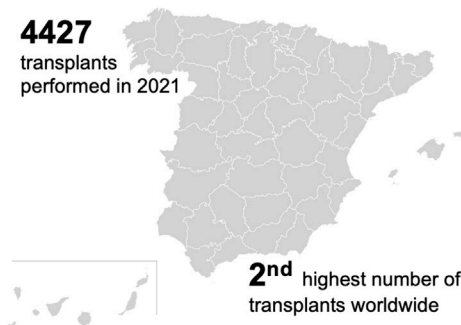 4427
transplants
performed in 2021
2nd highest number of
transplants worldwide